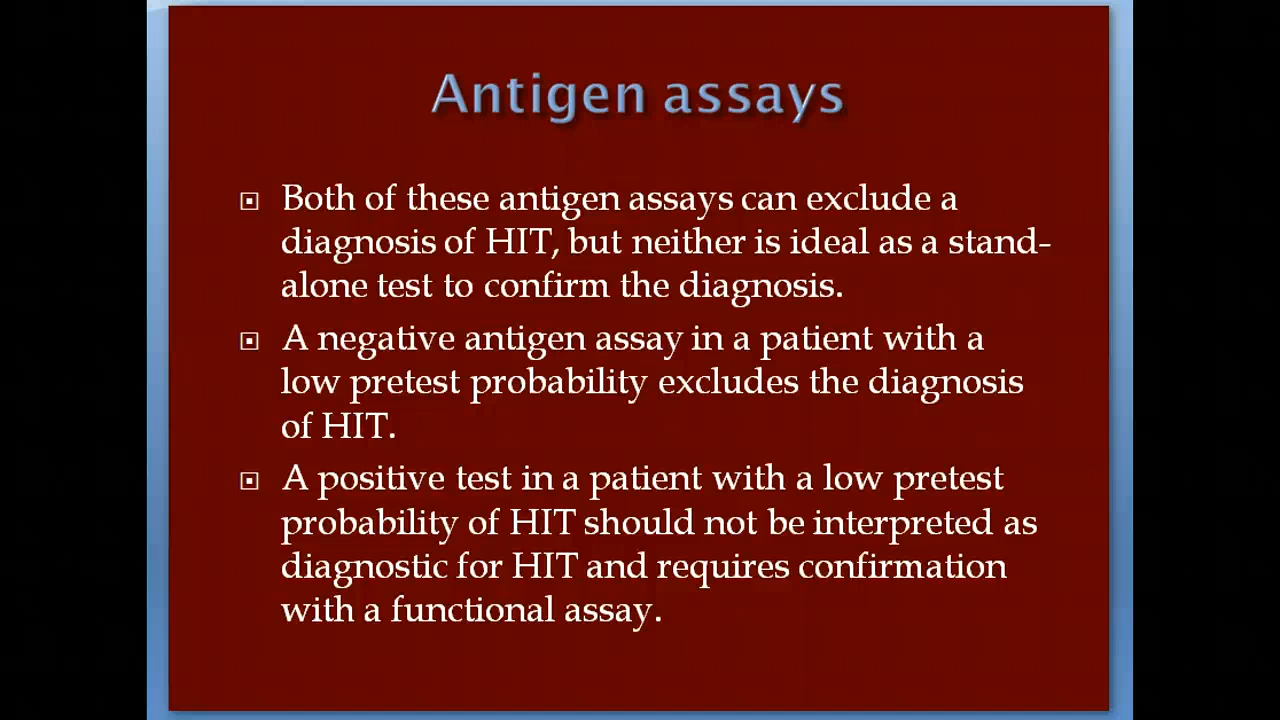 Antigen assays
Both of these antigen assays can exclude a
diagnosis of HIT, but neither is ideal as a stand-
alone test to confirm the diagnosis.
A negative antigen assay in a patient with a
low pretest probability excludes the diagnosis
of HIT.
A positive test in a patient with a low pretest
probability of HIT should not be interpreted as
diagnostic for HIT and requires confirmation
with a functional assay.